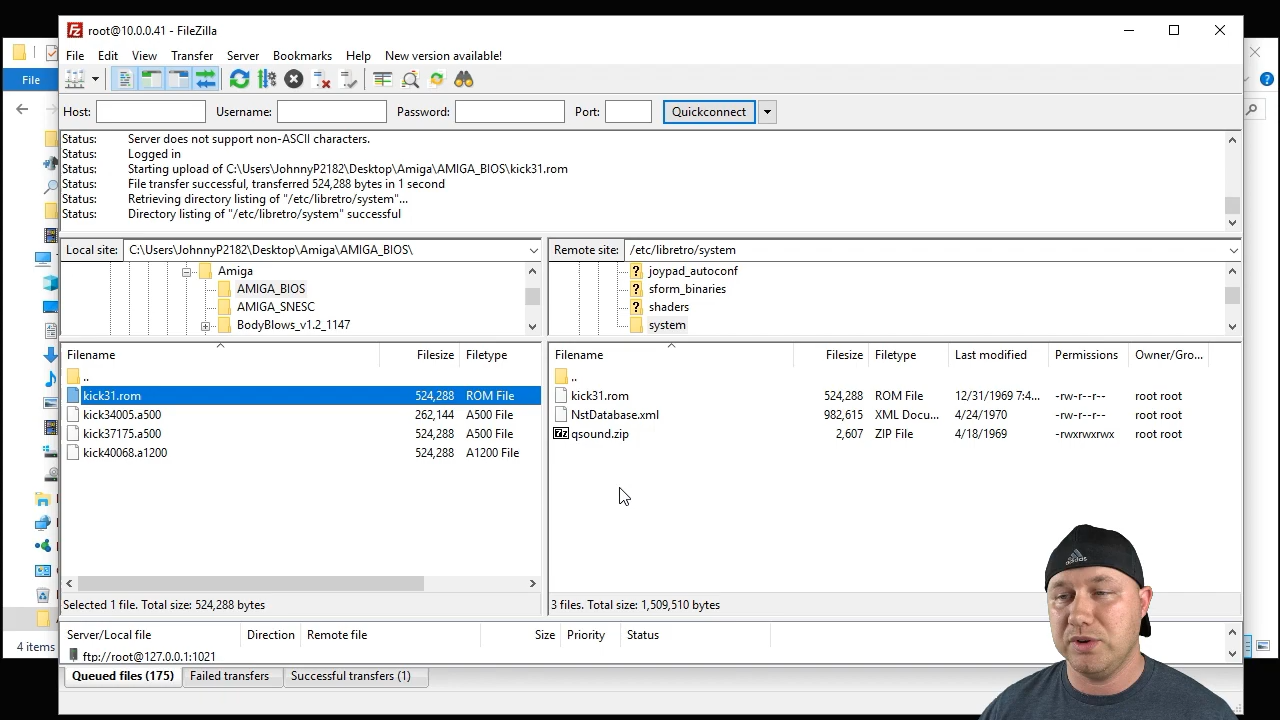 root@10.0.0.41 - FileZilla
File Edit View Transfer Server Bookmarks Help New version available!
File
Host: Username: Password: Port: Quickconnect
Status: Server does not support non-ASCII characters.
Status: Logged in
Status: Starting upload of C:\Users\JohnnyP2182\Desktop\Amiga\AMIGA_BIOS\kick31.rom
Status: File transfer successful, transferred 524,288 bytes in 1 second
Status: Retrieving directory listing of "/etc/libretro/system"...
Status: Directory listing of "/etc/libretro/system" successful
Local site: C:\Users\JohnnyP2182\Desktop\Amiga\AMIGA_BIOS\
Amiga
AMIGA_BIOS
AMIGA_SNESC
BodyBlows_v1.2_1147
Remote site: /etc/libretro/system
joypad_autoconf
sform_binaries
shaders
system
Filename Filesize Filetype
..
kick31.rom 524,288 ROM File
kick34005.a500 262,144 A500 File
kick37175.a500 524,288 A500 File
kick40068.a1200 524,288 A1200 File
Selected 1 file. Total size: 524,288 bytes
Filename Filesize Filetype Last modified Permissions Owner/Gro...
..
kick31.rom 524,288 ROM File 12/31/1969 7:4... -rw-r--r-- root root
NstDatabase.xml 982,615 XML Docu... 4/24/1970 -rw-r--r-- root root
qsound.zip 2,607 ZIP File 4/18/1969 -rwxrwxrwx root root
3 files. Total size: 1,509,510 bytes
Server/Local file Direction Remote file Size Priority Status
ftp://root@127.0.0.1:1021
4 items
Queued files (175) Failed transfers Successful transfers (1)
adidas